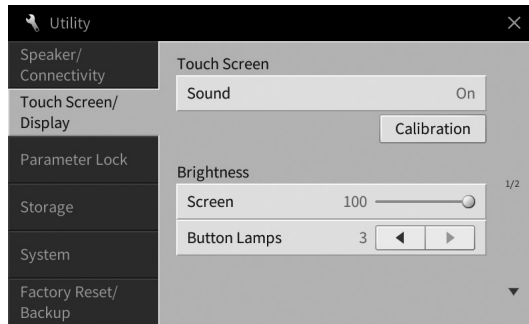 Utility
Speaker/
Connectivity
Touch Screen/
Display
Parameter Lock
Storage
System
Factory Reset/
Backup
Touch Screen
Sound On
Calibration
Brightness
Screen 100
Button Lamps 3
1/2